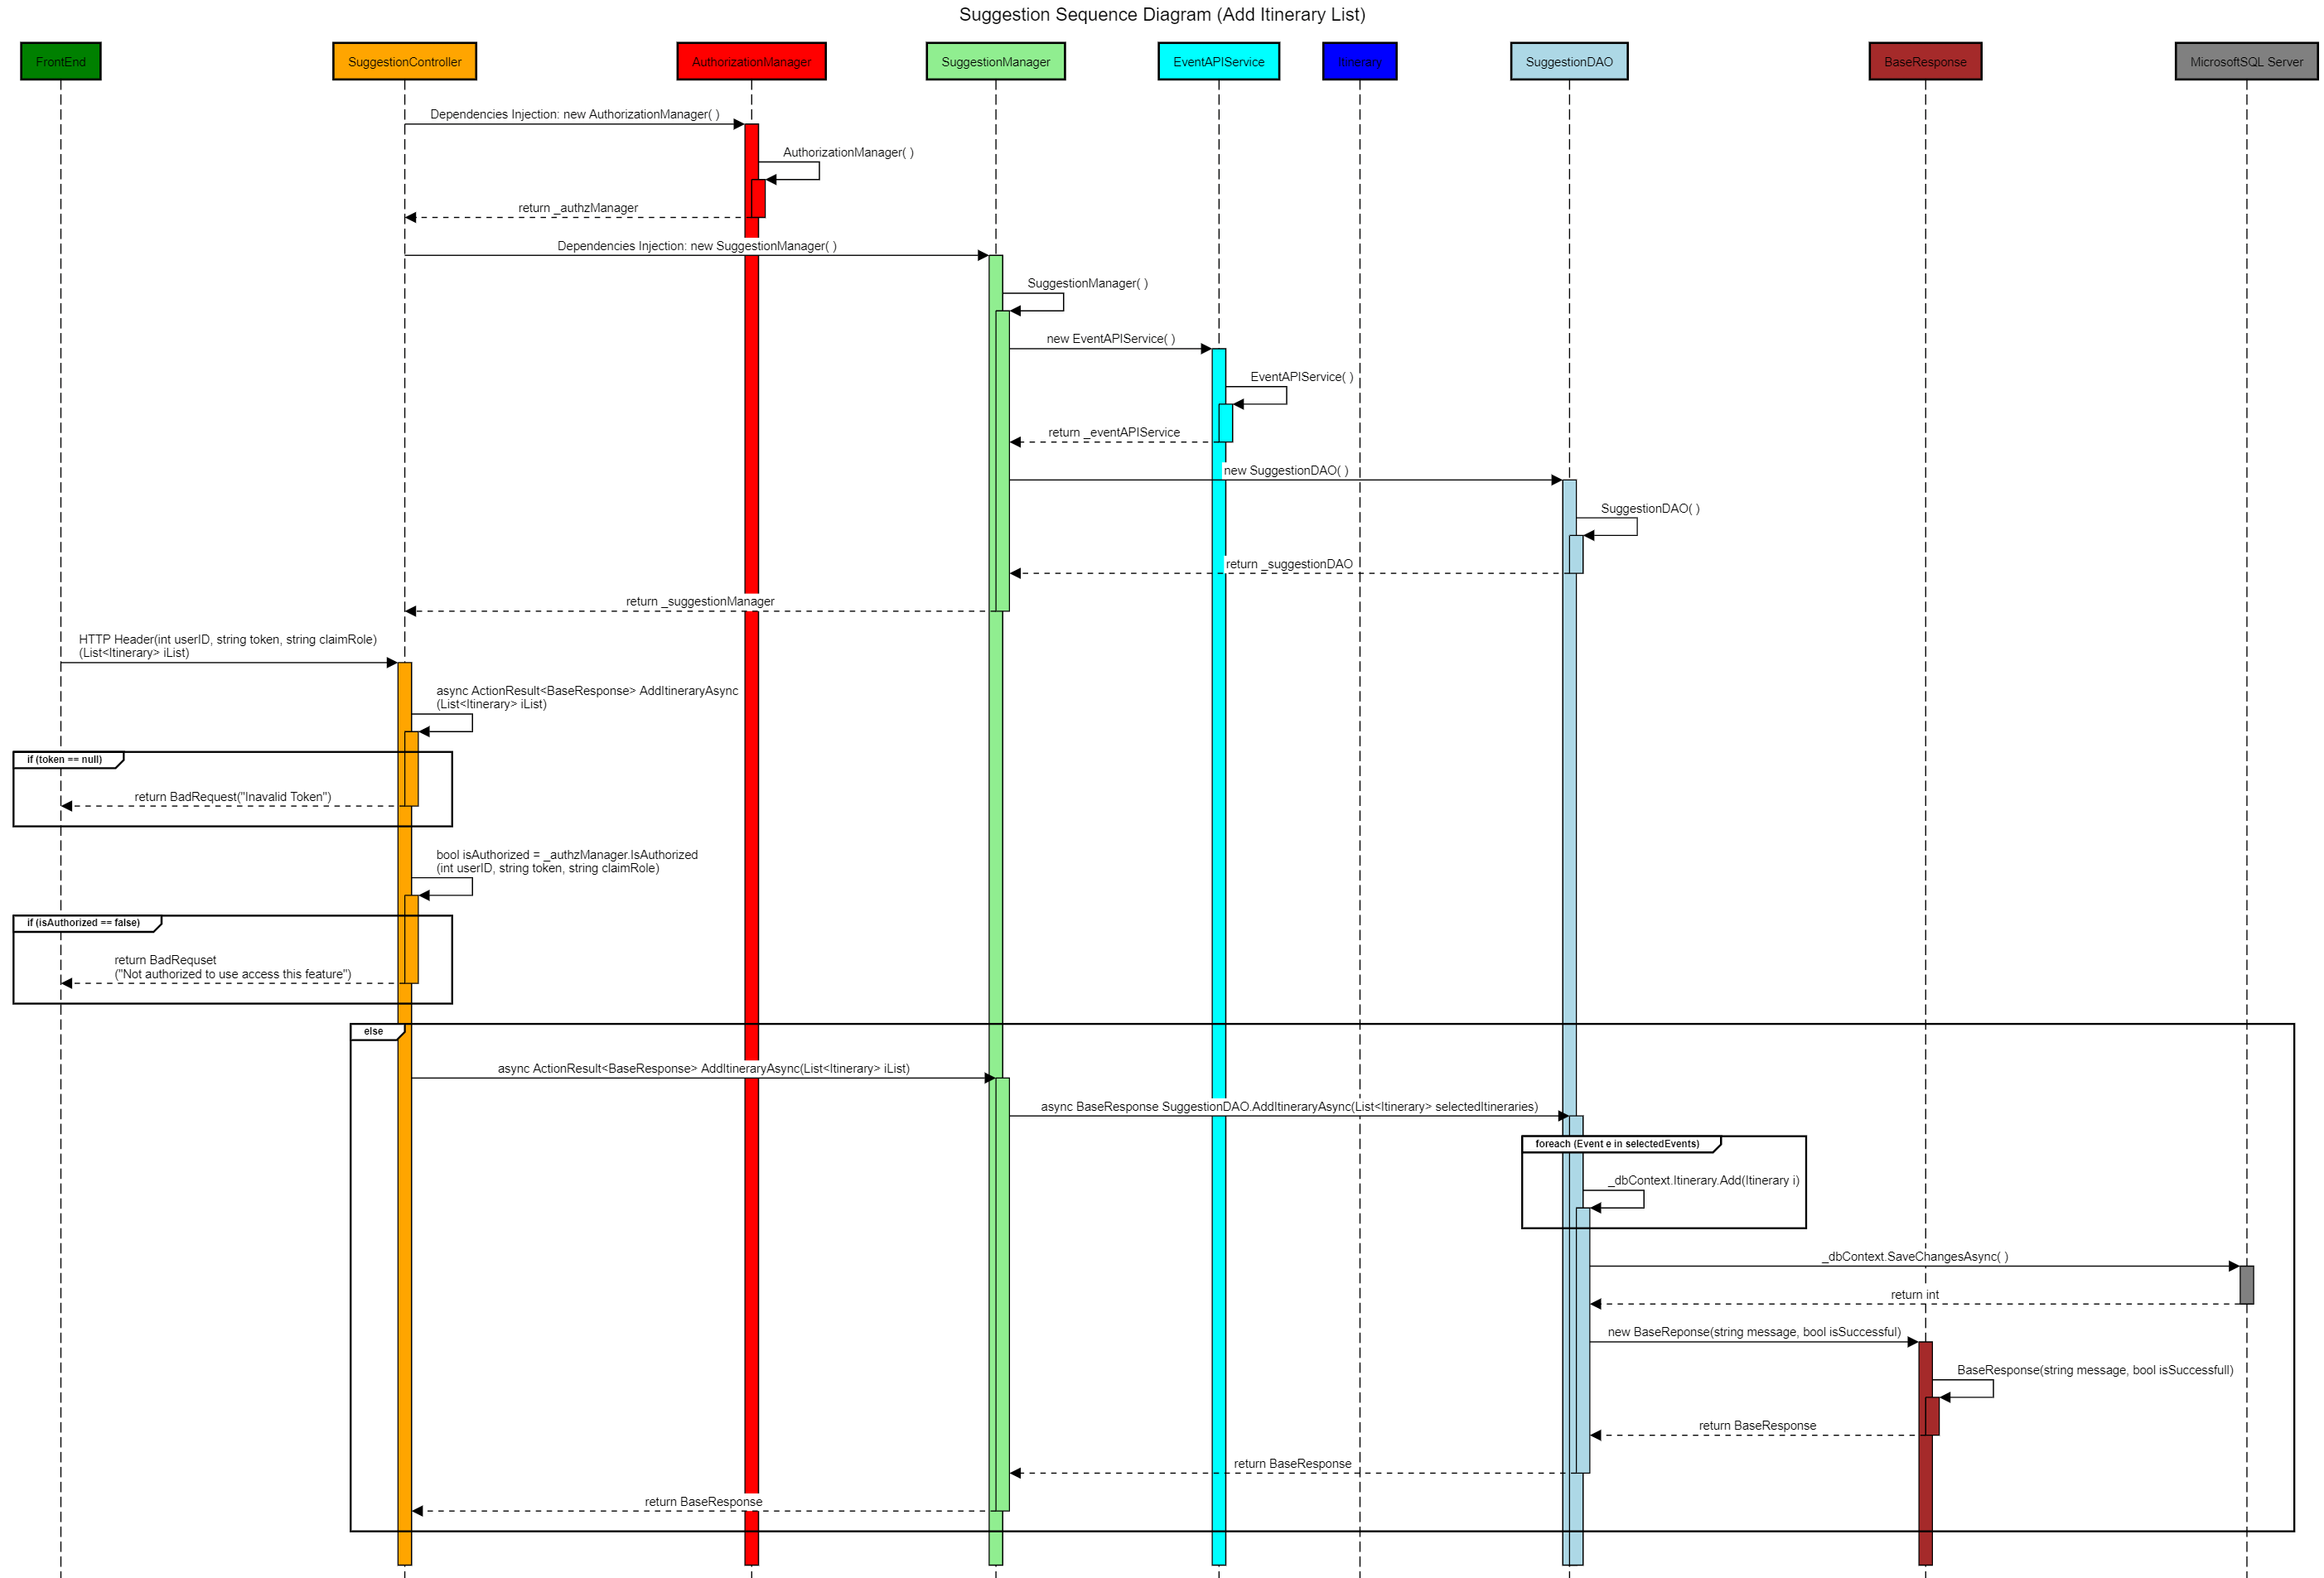 Suggestion Sequence Diagram (Add Itinerary List)
FrontEnd
SuggestionController
AuthorizationManager
SuggestionManager
EventAPIService
Itinerary
SuggestionDAO
BaseResponse
MicrosoftSQL Server
Dependencies Injection: new AuthorizationManager( )
AuthorizationManager( )
return _authzManager
Dependencies Injection: new SuggestionManager( )
SuggestionManager( )
new EventAPIService( )
EventAPIService( )
return _eventAPIService
new SuggestionDAO( )
SuggestionDAO( )
return _suggestionDAO
return _suggestionManager
HTTP Header(int userID, string token, string claimRole)
(List<Itinerary> iList)
async ActionResult<BaseResponse> AddItineraryAsync
(List<Itinerary> iList)
if (token == null)
return BadRequest("Inavalid Token")
bool isAuthorized = _authzManager.IsAuthorized
(int userID, string token, string claimRole)
if (isAuthorized == false)
return BadRequset
("Not authorized to use access this feature")
else
async ActionResult<BaseResponse> AddItineraryAsync(List<Itinerary> iList)
async BaseResponse SuggestionDAO.AddItineraryAsync(List<Itinerary> selectedItineraries)
foreach (Event e in selectedEvents)
_dbContext.Itinerary.Add(Itinerary i)
_dbContext.SaveChangesAsync( )
return int
new BaseReponse(string message, bool isSuccessful)
BaseResponse(string message, bool isSuccessfull)
return BaseResponse
return BaseResponse
return BaseResponse